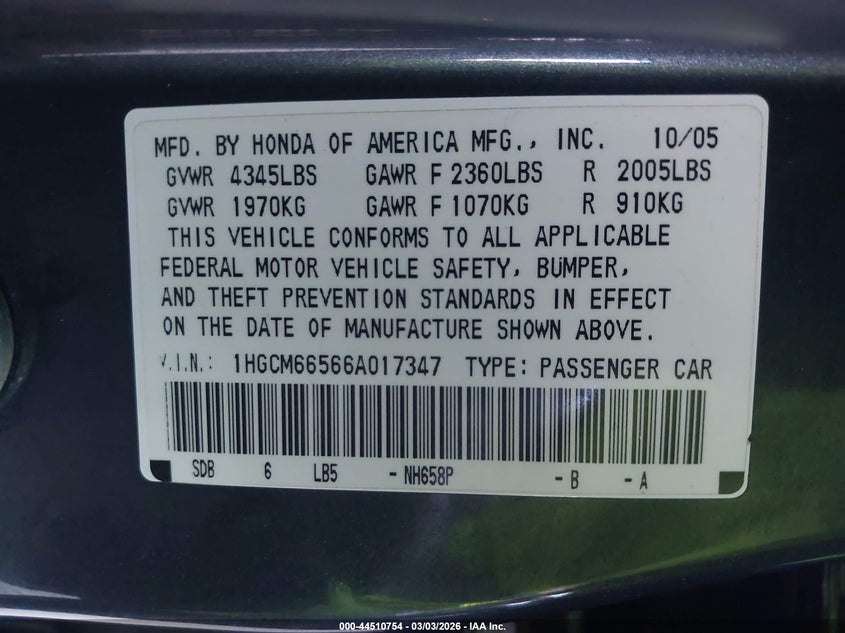 MFD. BY HONDA OF AMERICA MFG., INC. 10/05
GVWR 4345LBS GAWR F 2360LBS R 2005LBS
GVWR 1970KG GAWR F 1070KG R 910KG
THIS VEHICLE CONFORMS TO ALL APPLICABLE
FEDERAL MOTOR VEHICLE SAFETY, BUMPER,
AND THEFT PREVENTION STANDARDS IN EFFECT
ON THE DATE OF MANUFACTURE SHOWN ABOVE.
V.I.N.: 1HGCM66566A017347 TYPE: PASSENGER CAR
SDB 6 LB5 -NH658P -B -A
000-44510754 - 03/03/2026 - IAA Inc.